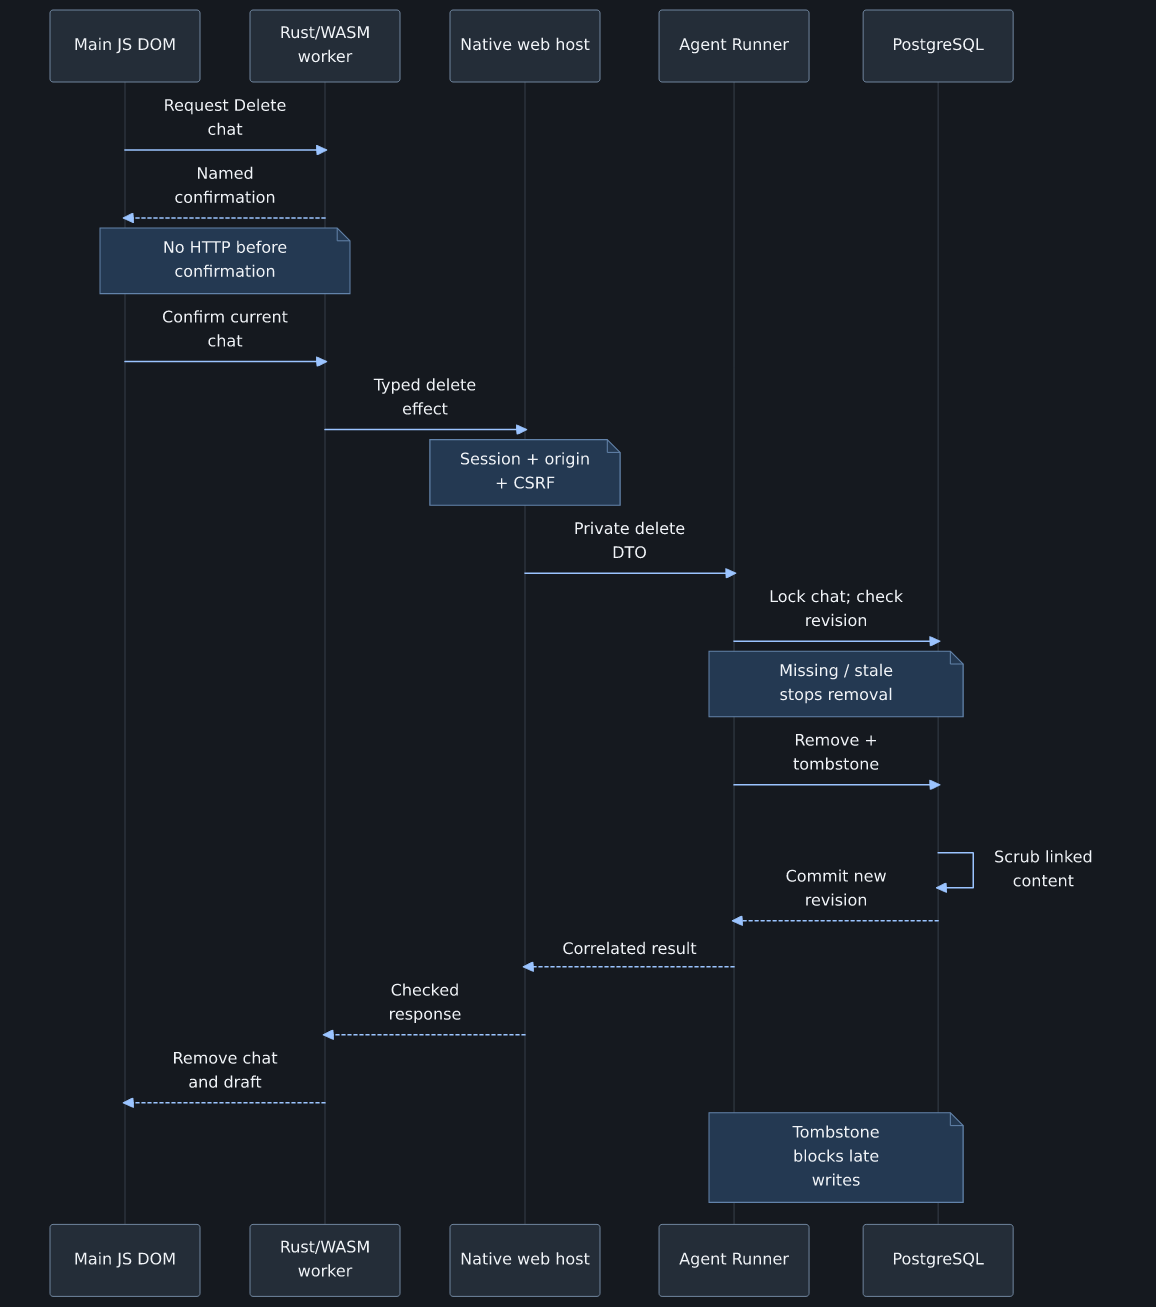 Main JS DOM
Rust/WASM
worker
Native web host
Agent Runner
PostgreSQL
Request Delete
chat
Named
confirmation
No HTTP before
confirmation
Confirm current
chat
Typed delete
effect
Session + origin
+ CSRF
Private delete
DTO
Lock chat; check
revision
Missing / stale
stops removal
Remove +
tombstone
Scrub linked
content
Commit new
revision
Correlated result
Checked
response
Remove chat
and draft
Tombstone
blocks late
writes
Main JS DOM
Rust/WASM
worker
Native web host
Agent Runner
PostgreSQL